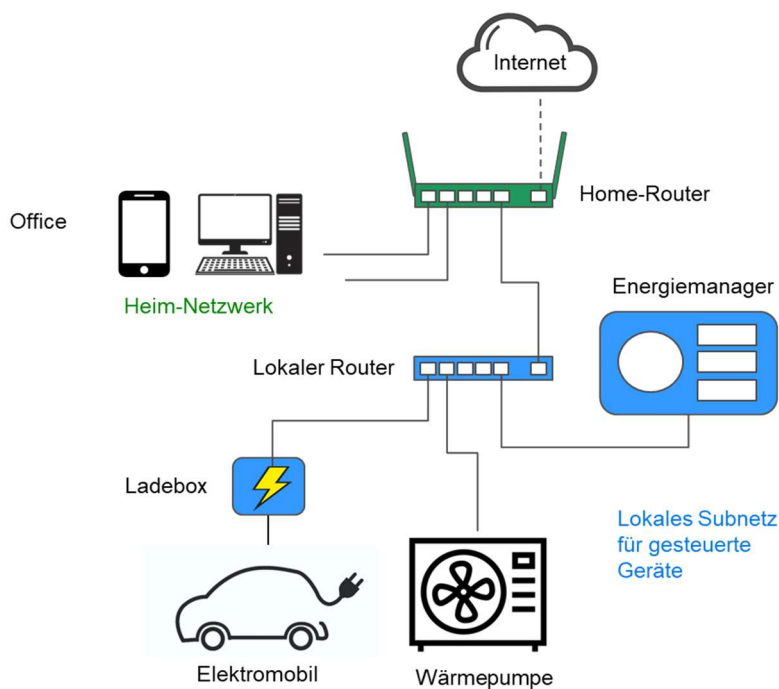 Internet
Home-Router
Office
Heim-Netzwerk
Energiemanager
Lokaler Router
Ladebox
Lokales Subnetz
für gesteuerte
Geräte
Elektromobil
Wärmepumpe